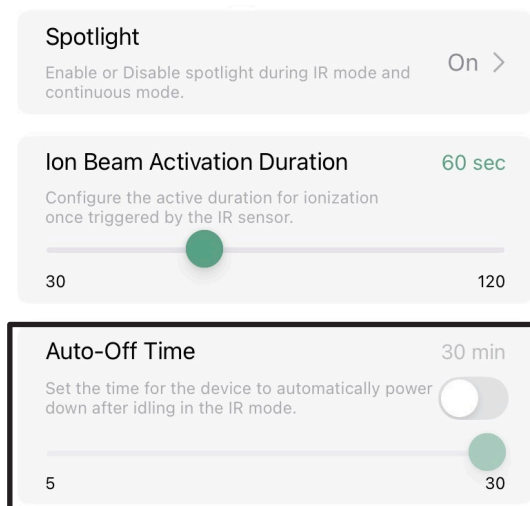 Spotlight
On >
Enable or Disable spotlight during IR mode and
continuous mode.
Ion Beam Activation Duration
60 sec
Configure the active duration for ionization
once triggered by the IR sensor.
30
120
Auto-Off Time
30 min
Set the time for the device to automatically power
down after idling in the IR mode.
5
30